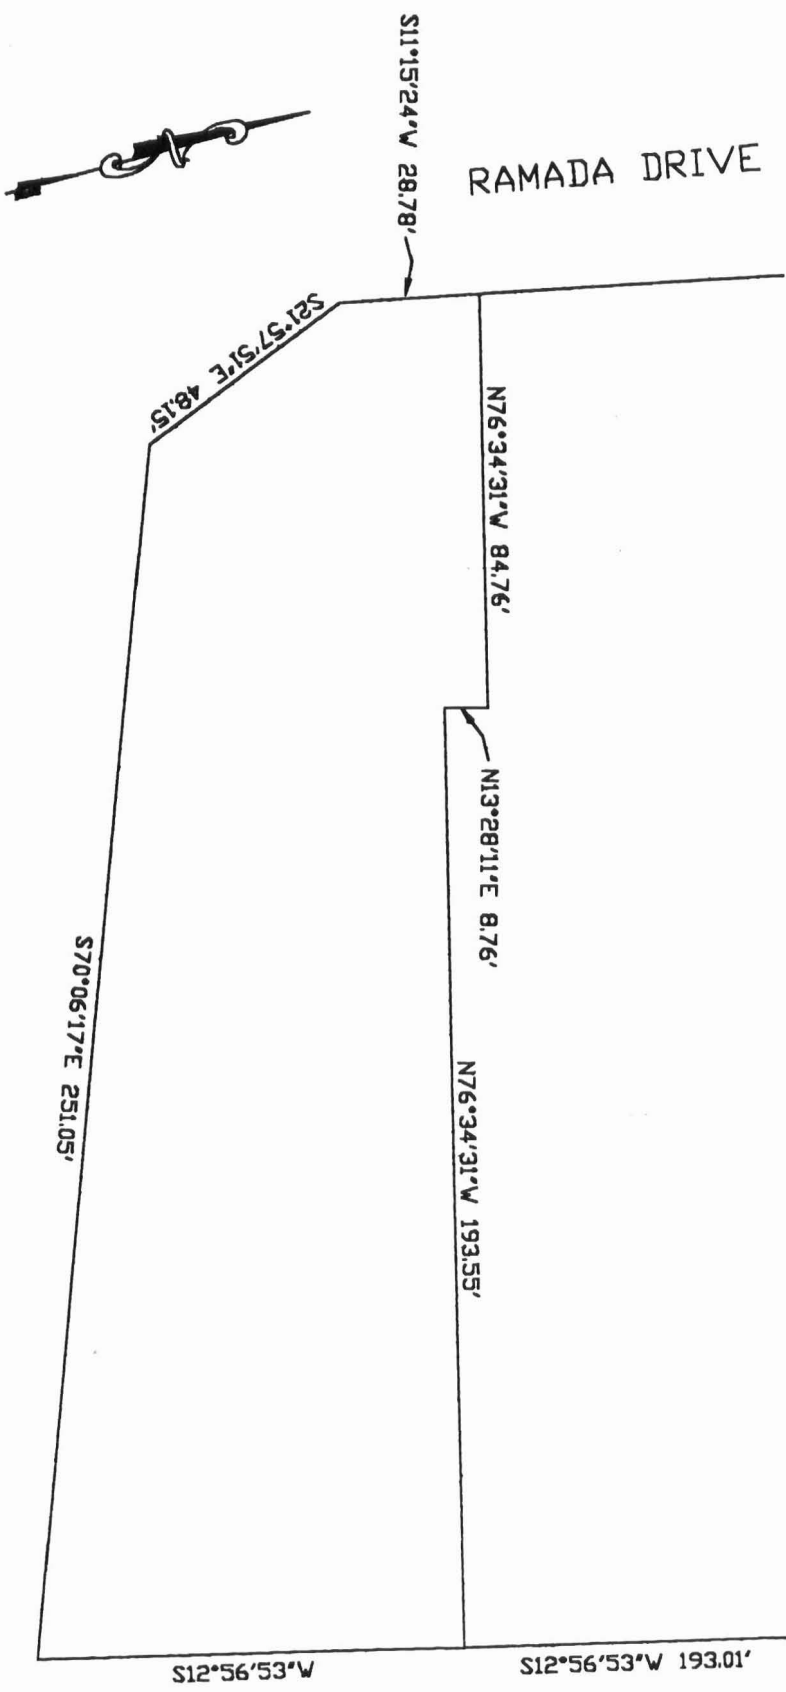 RAMADA DRIVE
S11°15'24"W 28.78'
S21°57'51"E 48.15'
N76°34'31"W 84.76'
N13°28'11"E 8.76'
S70°06'17"E 251.05'
N76°34'31"W 193.55'
S12°56'53"W
S12°56'53"W 193.01'